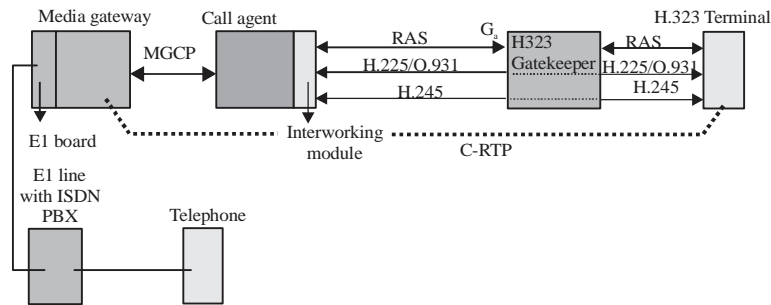 Media gateway
Call agent
H.323 Terminal
MGCP
RAS
Ga
H323
Gatekeeper
RAS
H.225/O.931
H.225/O.931
H.245
H.245
E1 board
Interworking
module
C-RTP
E1 line
with ISDN
PBX
Telephone